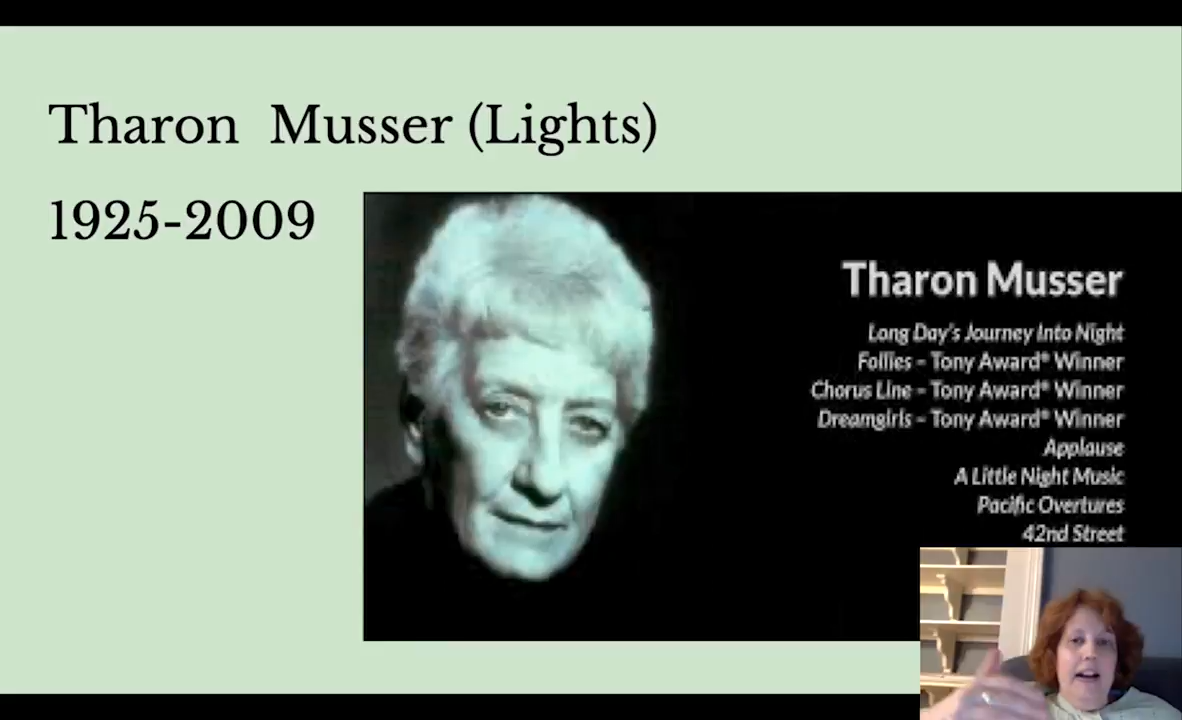 Tharon Musser (Lights)
1925-2009
Tharon Musser
Long Day's Journey Into Night
Follies - Tony Award® Winner
Chorus Line - Tony Award® Winner
Dreamgirls - Tony Award® Winner
Applause
A Little Night Music
Pacific Overtures
42nd Street